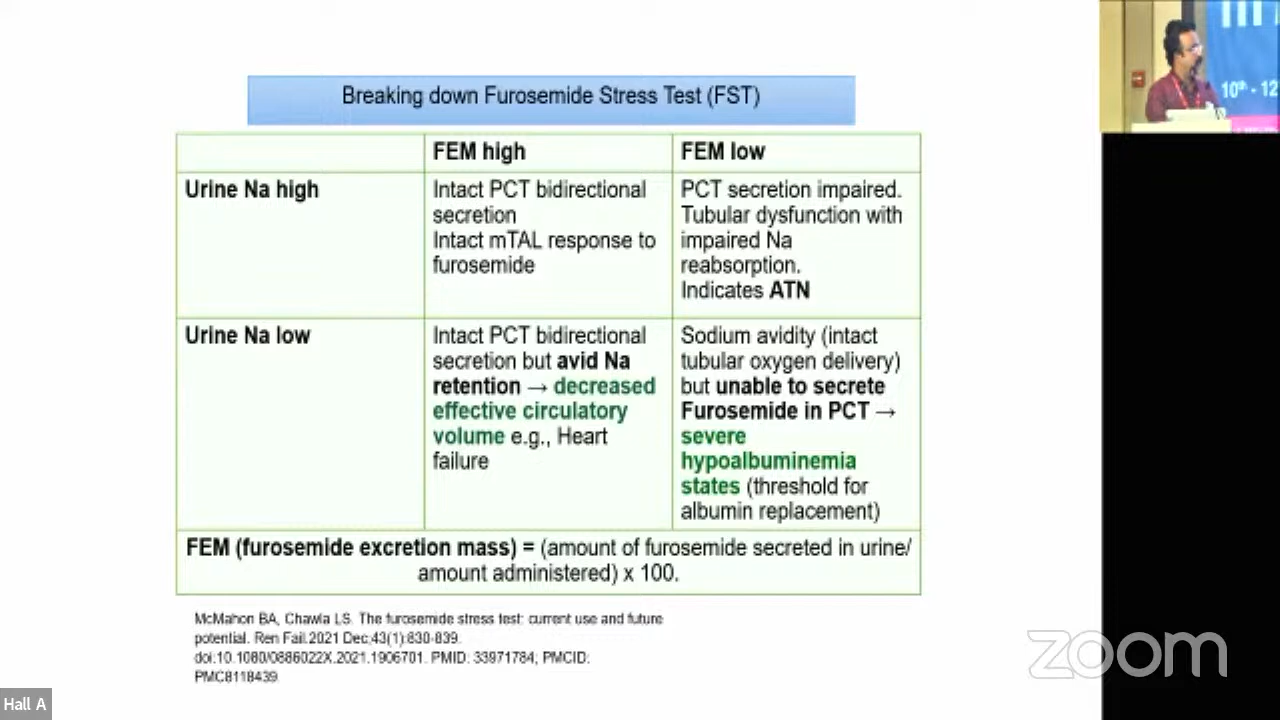 Breaking down Furosemide Stress Test (FST)
FEM high
FEM low
Urine Na high
Intact PCT bidirectional
secretion
Intact mTAL response to
furosemide
PCT secretion impaired.
Tubular dysfunction with
impaired Na
reabsorption.
Indicates ATN
Urine Na low
Intact PCT bidirectional
secretion but avid Na
retention → decreased
effective circulatory
volume e.g., Heart
failure
Sodium avidity (intact
tubular oxygen delivery)
but unable to secrete
Furosemide in PCT →
severe
hypoalbuminemia
states (threshold for
albumin replacement)
FEM (furosemide excretion mass) = (amount of furosemide secreted in urine/
amount administered) x 100.
McMahon BA, Chawla LS. The furosemide stress test: current use and future
potential. Ren Fail.2021 Dec;43(1):830-839.
doi:10.1080/0886022X.2021.1906701. PMID: 33971784; PMCID:
PMC8118439
10th - 12
zoom
Hall A